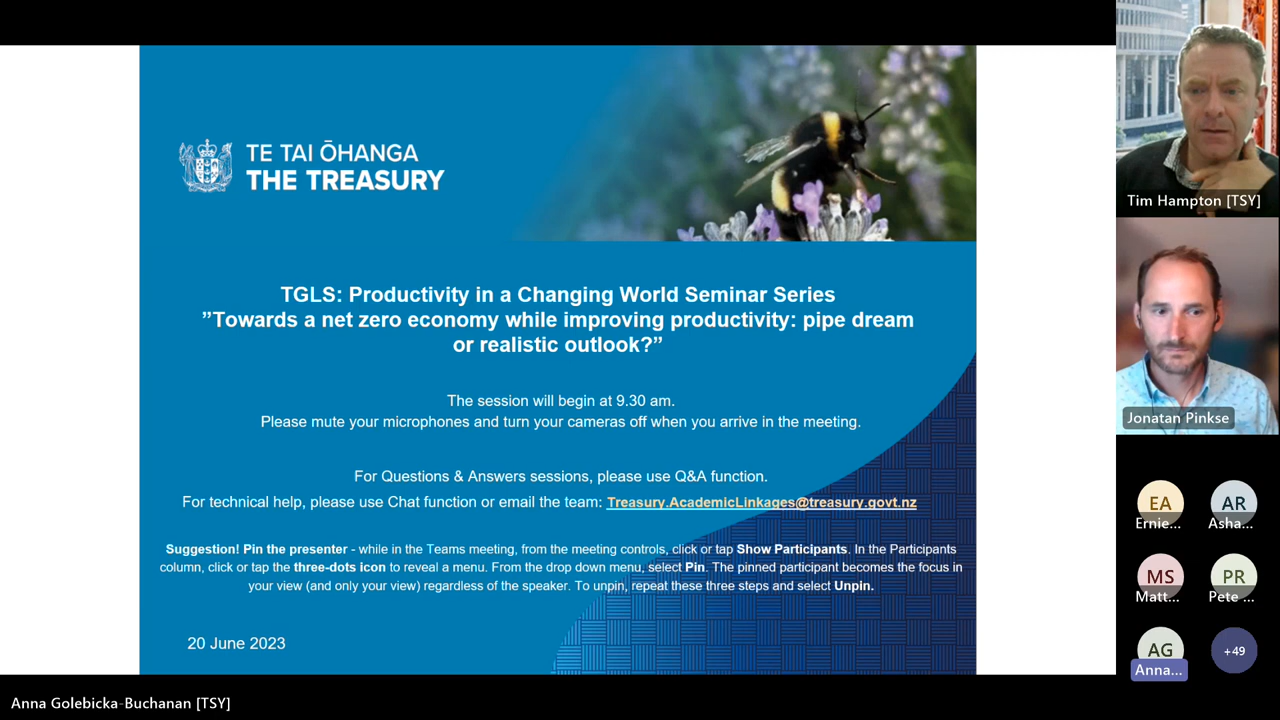 TE TAI ŌHANGA
THE TREASURY
TGLS: Productivity in a Changing World Seminar Series
”Towards a net zero economy while improving productivity: pipe dream
or realistic outlook?”
The session will begin at 9.30 am.
Please mute your microphones and turn your cameras off when you arrive in the meeting.
For Questions & Answers sessions, please use Q&A function.
For technical help, please use Chat function or email the team: Treasury.AcademicLinkages@treasury.govt.nz
Suggestion! Pin the presenter - while in the Teams meeting, from the meeting controls, click or tap Show Participants. In the Participants
column, click or tap the three-dots icon to reveal a menu. From the drop down menu, select Pin. The pinned participant becomes the focus in
your view (and only your view) regardless of the speaker. To unpin, repeat these three steps and select Unpin.
20 June 2023
Tim Hampton [TSY]
Jonatan Pinkse
EA
Ernie...
AR
Asha...
MS
Matt...
PR
Pete ...
AG
Anna...
+49
Anna Golebicka-Buchanan [TSY]